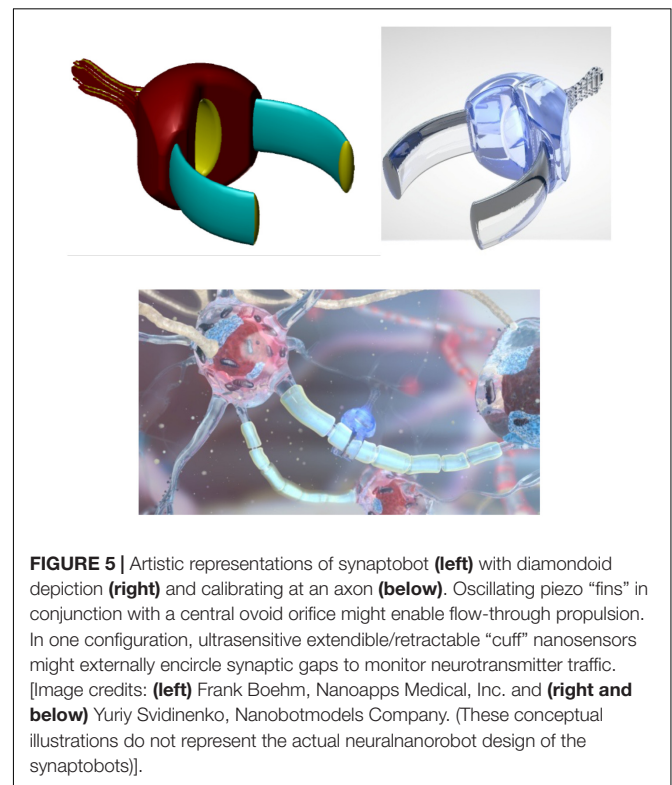 FIGURE 5 | Artistic representations of synaptobot (left) with diamondoid
depiction (right) and calibrating at an axon (below). Oscillating piezo “fins” in
conjunction with a central ovoid orifice might enable flow-through propulsion.
In one configuration, ultrasensitive extendible/retractable “cuff” nanosensors
might externally encircle synaptic gaps to monitor neurotransmitter traffic.
[Image credits: (left) Frank Boehm, Nanoapps Medical, Inc. and (right and
below) Yuriy Svidinenko, Nanobotmodels Company. (These conceptual
illustrations do not represent the actual neuralnanorobot design of the
synaptobots)].